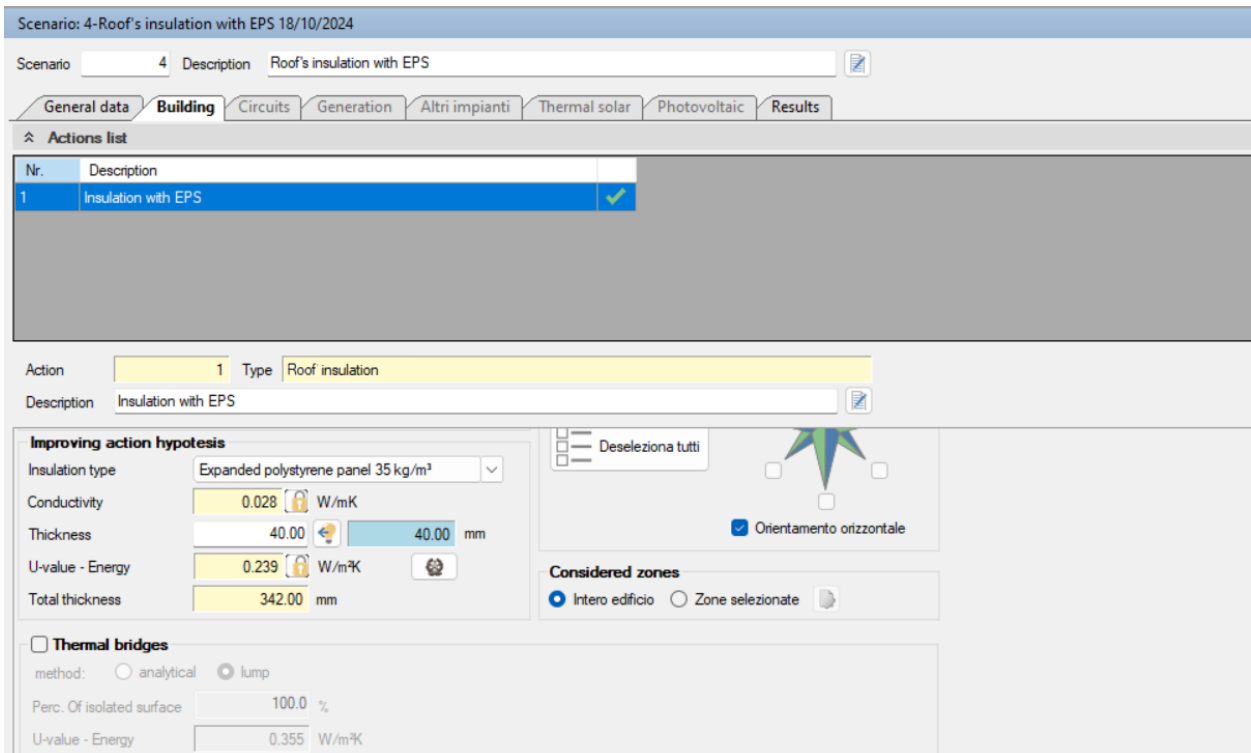 Scenario: 4-Roof's insulation with EPS 18/10/2024
Scenario 4 Description Roof's insulation with EPS
General data Building Circuits Generation Altri impianti Thermal solar Photovoltaic Results
Actions list
Nr. Description
1 Insulation with EPS
Action 1 Type Roof insulation
Description Insulation with EPS
Improving action hypotesis
Insulation type Expanded polystyrene panel 35 kg/m³
Conductivity 0.028 W/mK
Thickness 40.00 40.00 mm
U-value - Energy 0.239 W/m²K
Total thickness 342.00 mm
Deseleziona tutti
Orientamento orizzontale
Considered zones
Intero edificio Zone selezionate
Thermal bridges
method: analytical lump
Perc. Of isolated surface 100.0 %
U-value - Energy 0.355 W/m²K